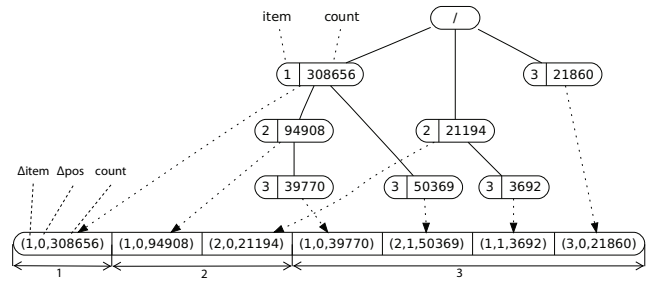 item count /
1 308656 3 21860
2 94908 2 21194
Δitem Δpos count 3 39770 3 50369 3 3692
(1,0,308656) (1,0,94908) (2,0,21194) (1,0,39770) (2,1,50369) (1,1,3692) (3,0,21860)
1 2 3